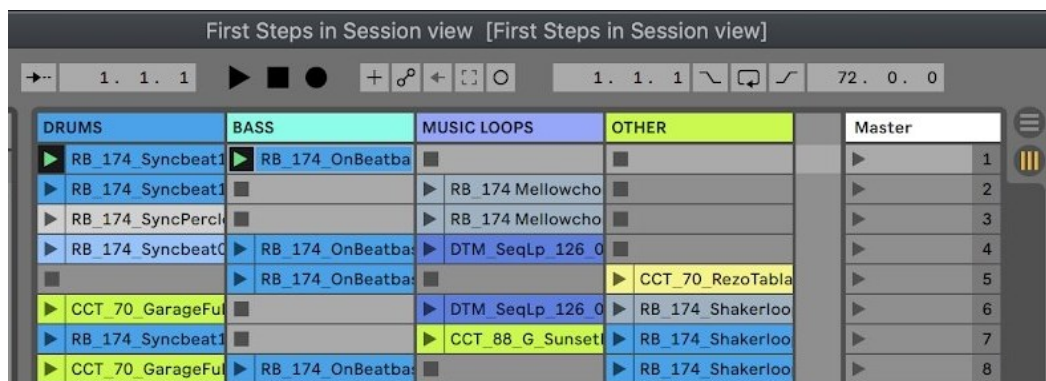 First Steps in Session view [First Steps in Session view]
1. 1. 1 1. 1. 1 72. 0. 0
DRUMS BASS MUSIC LOOPS OTHER Master
RB_174_Syncbeat1 RB_174_OnBeatba 1
RB_174_Syncbeat1 RB_174 Mellowcho 2
RB_174_SyncPercl RB_174 Mellowcho 3
RB_174_Syncbeat0 RB_174_OnBeatbas DTM_SeqLp_126_0 4
RB_174_OnBeatbas CCT_70_RezoTabla 5
CCT_70_GarageFul DTM_SeqLp_126_0 RB_174_Shakerloo 6
RB_174_Syncbeat1 CCT_88_G_Sunsetl RB_174_Shakerloo 7
CCT_70_GarageFul RB_174_OnBeatbas RB_174_Shakerloo 8